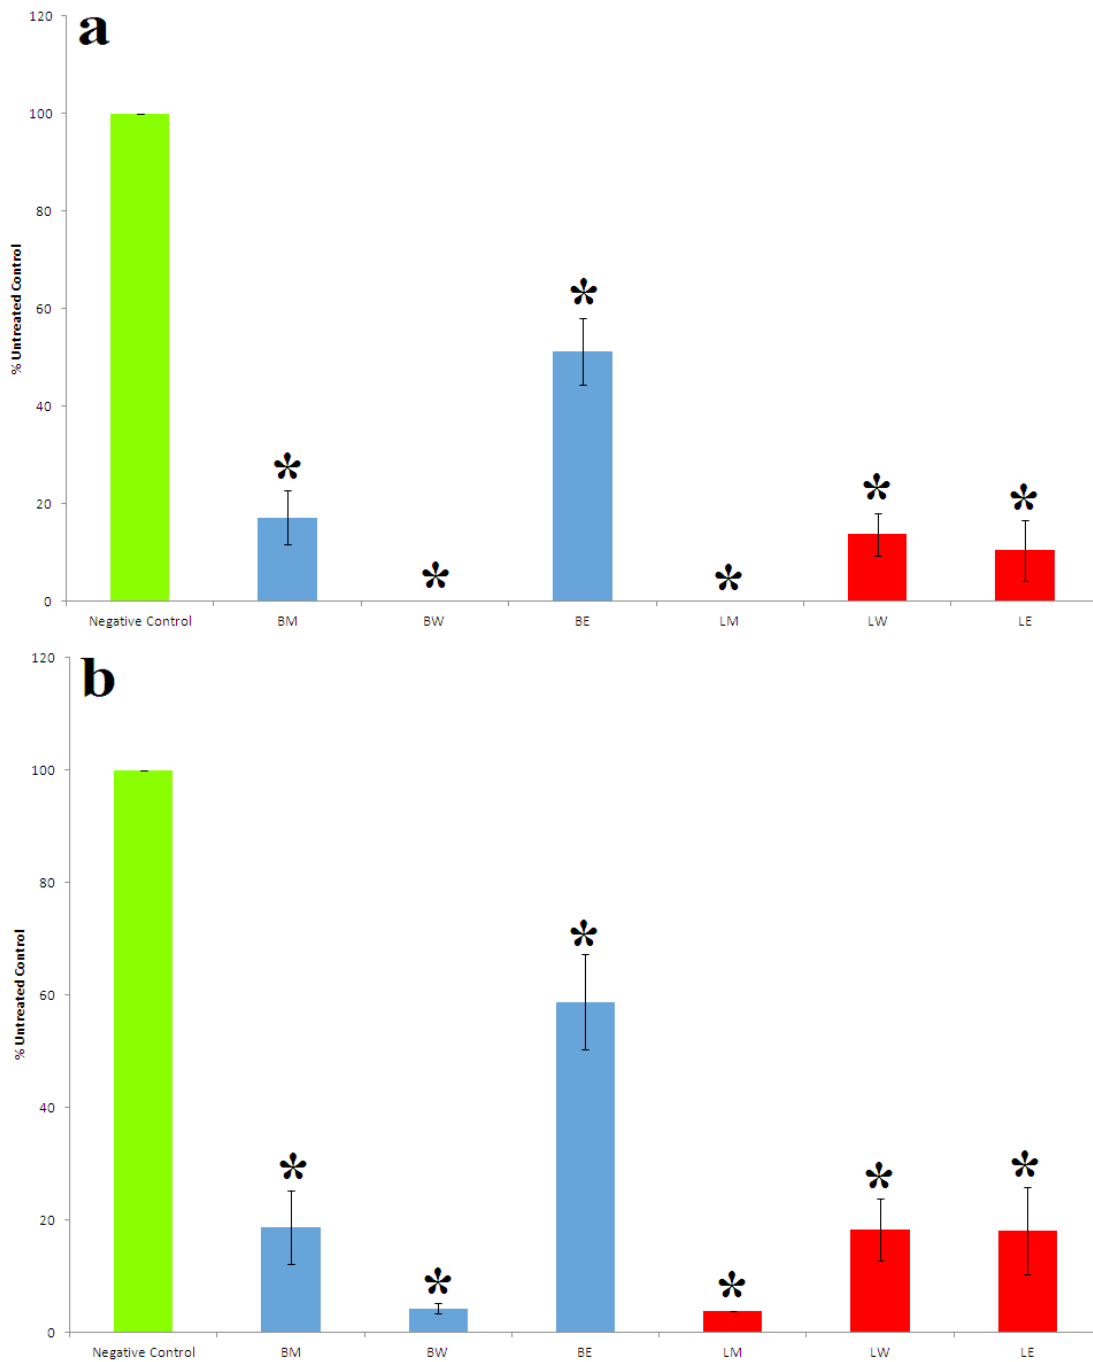 a
120
100
80
60
40
20
0
% Untreated Control
* * * * * *
Negative Control BM BW BE LM LW LE
b
120
100
80
60
40
20
0
% Untreated Control
* * * * * *
Negative Control BM BW BE LM LW LE